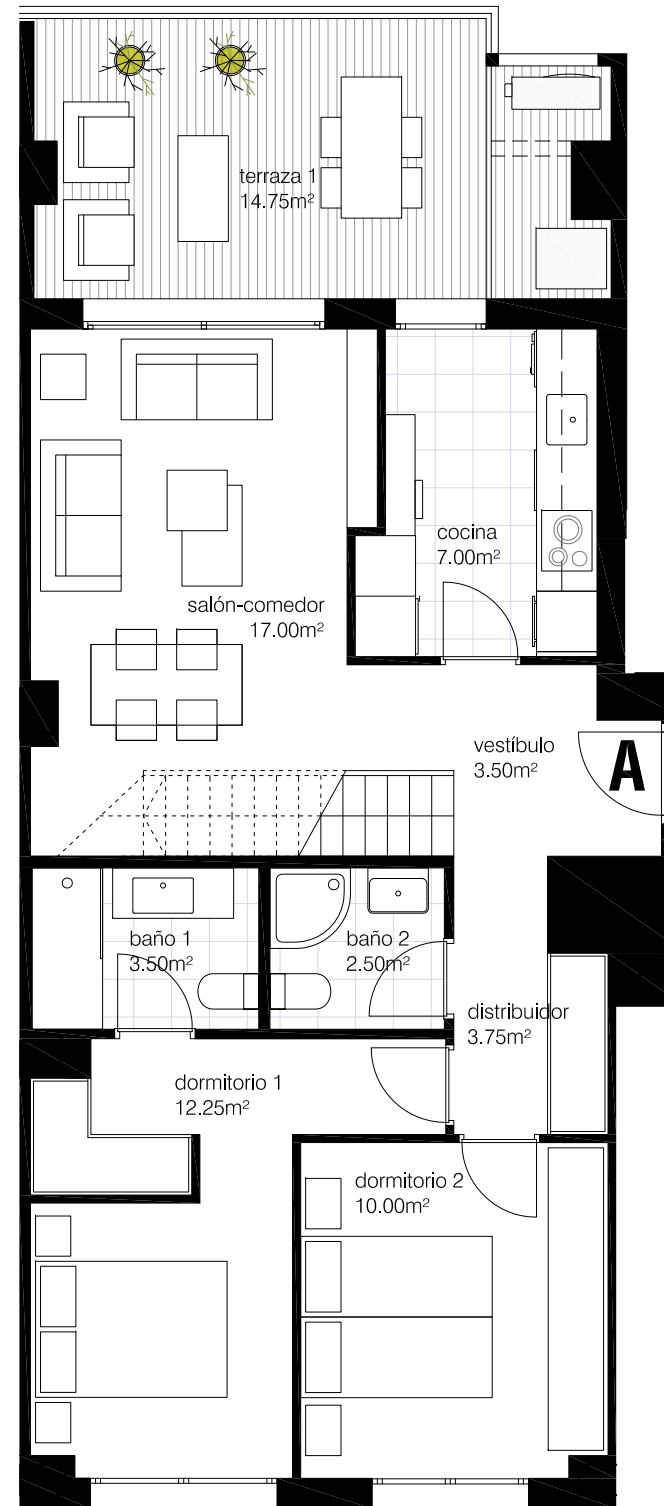 terraza 1
14.75m²
cocina
7.00m²
salón-comedor
17.00m²
vestíbulo
3.50m²
A
baño 1
3.50m²
baño 2
2.50m²
distribuidor
3.75m²
dormitorio 1
12.25m²
dormitorio 2
10.00m²